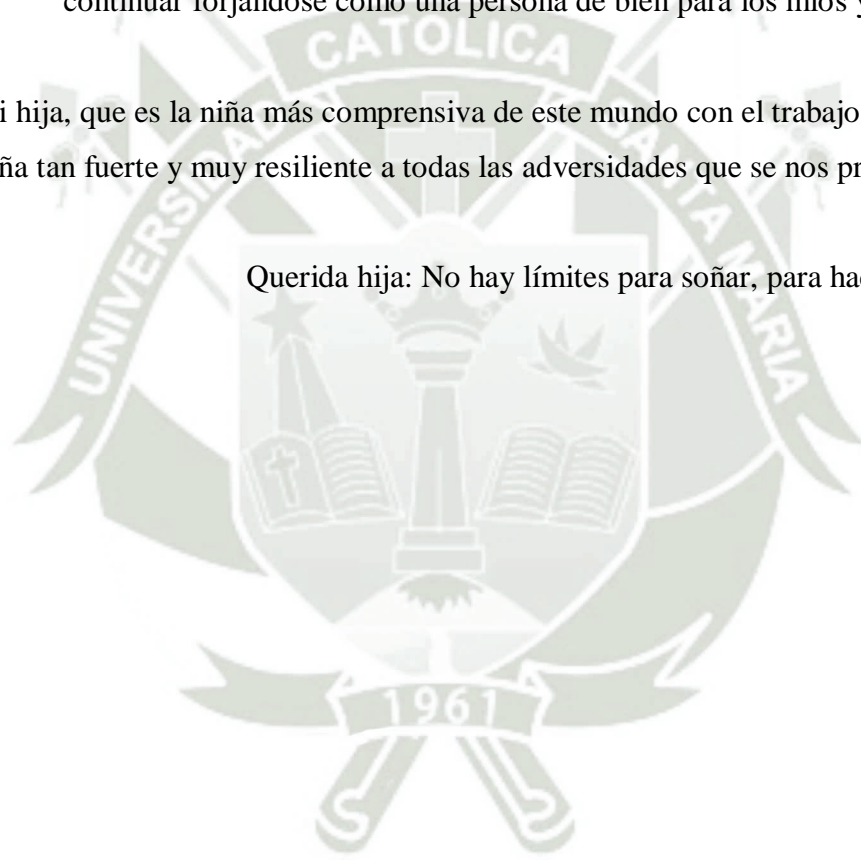 continuar forjándose como una persona de bien para los míos y
CATOLICA
i hija, que es la niña más comprensiva de este mundo con el trabajo
ña tan fuerte y muy resiliente a todas las adversidades que se nos pr
UNIVERSIDAD
SANTA MARIA
Querida hija: No hay límites para soñar, para ha
1961